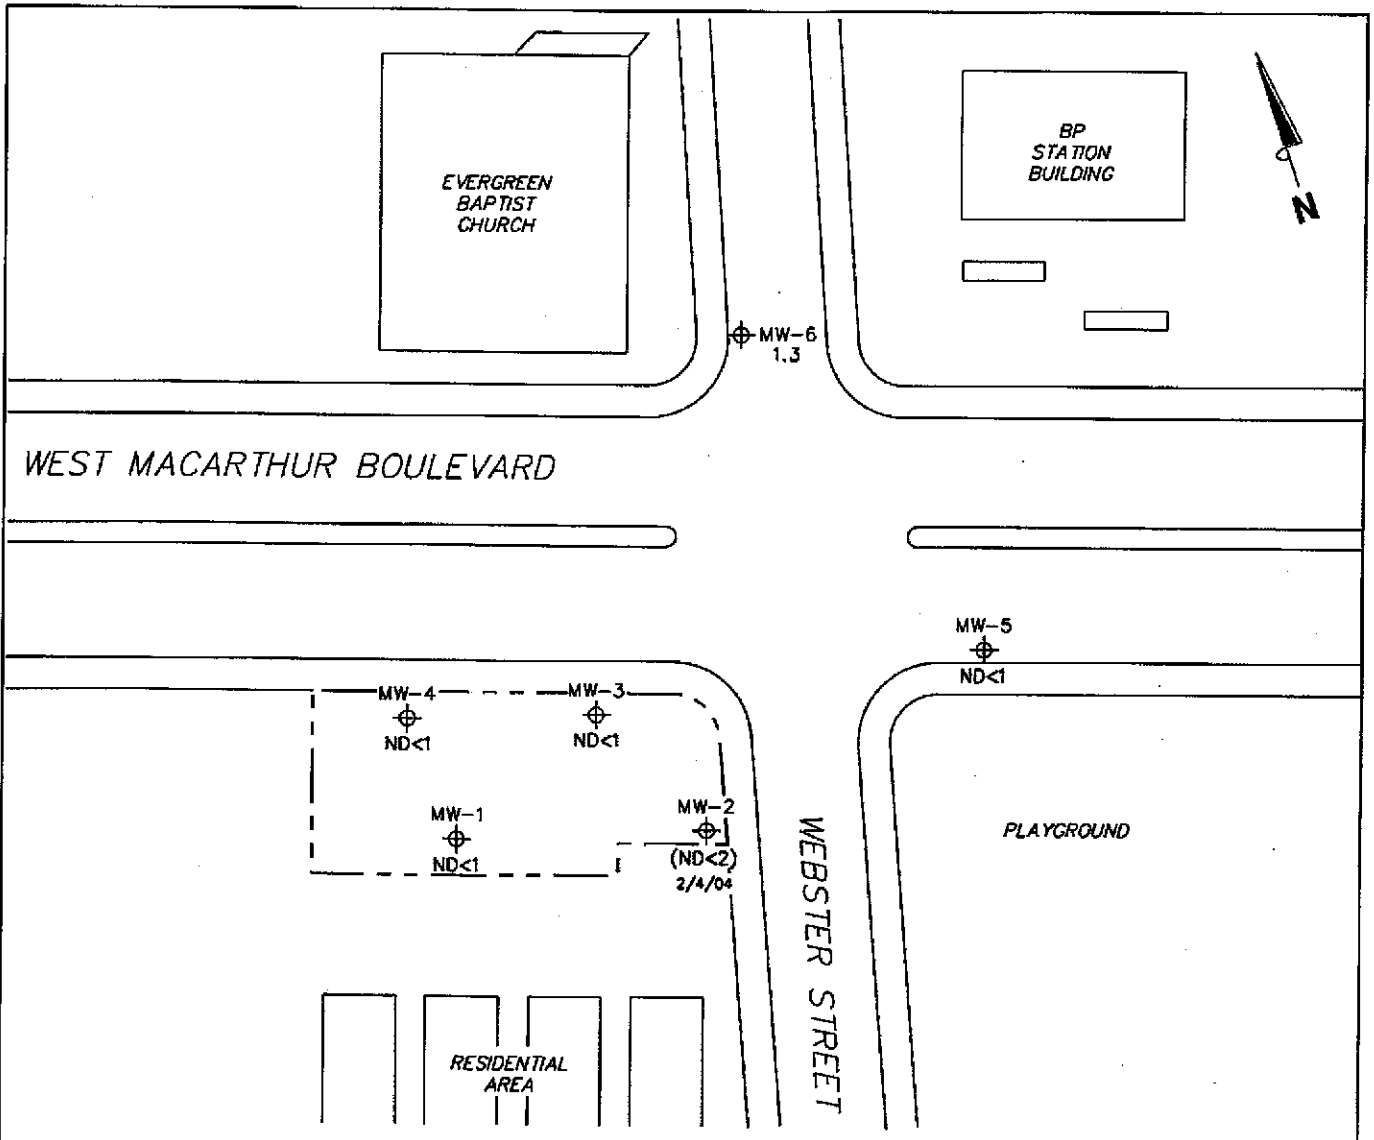 EVERGREEN
BAPTIST
CHURCH
BP
STATION
BUILDING
N
MW-6
1.3
WEST MACARTHUR BOULEVARD
MW-5
ND<1
MW-4
ND<1
MW-3
ND<1
MW-1
ND<1
MW-2
(ND<2)
2/4/04
WEBSTER STREET
PLAYGROUND
RESIDENTIAL
AREA